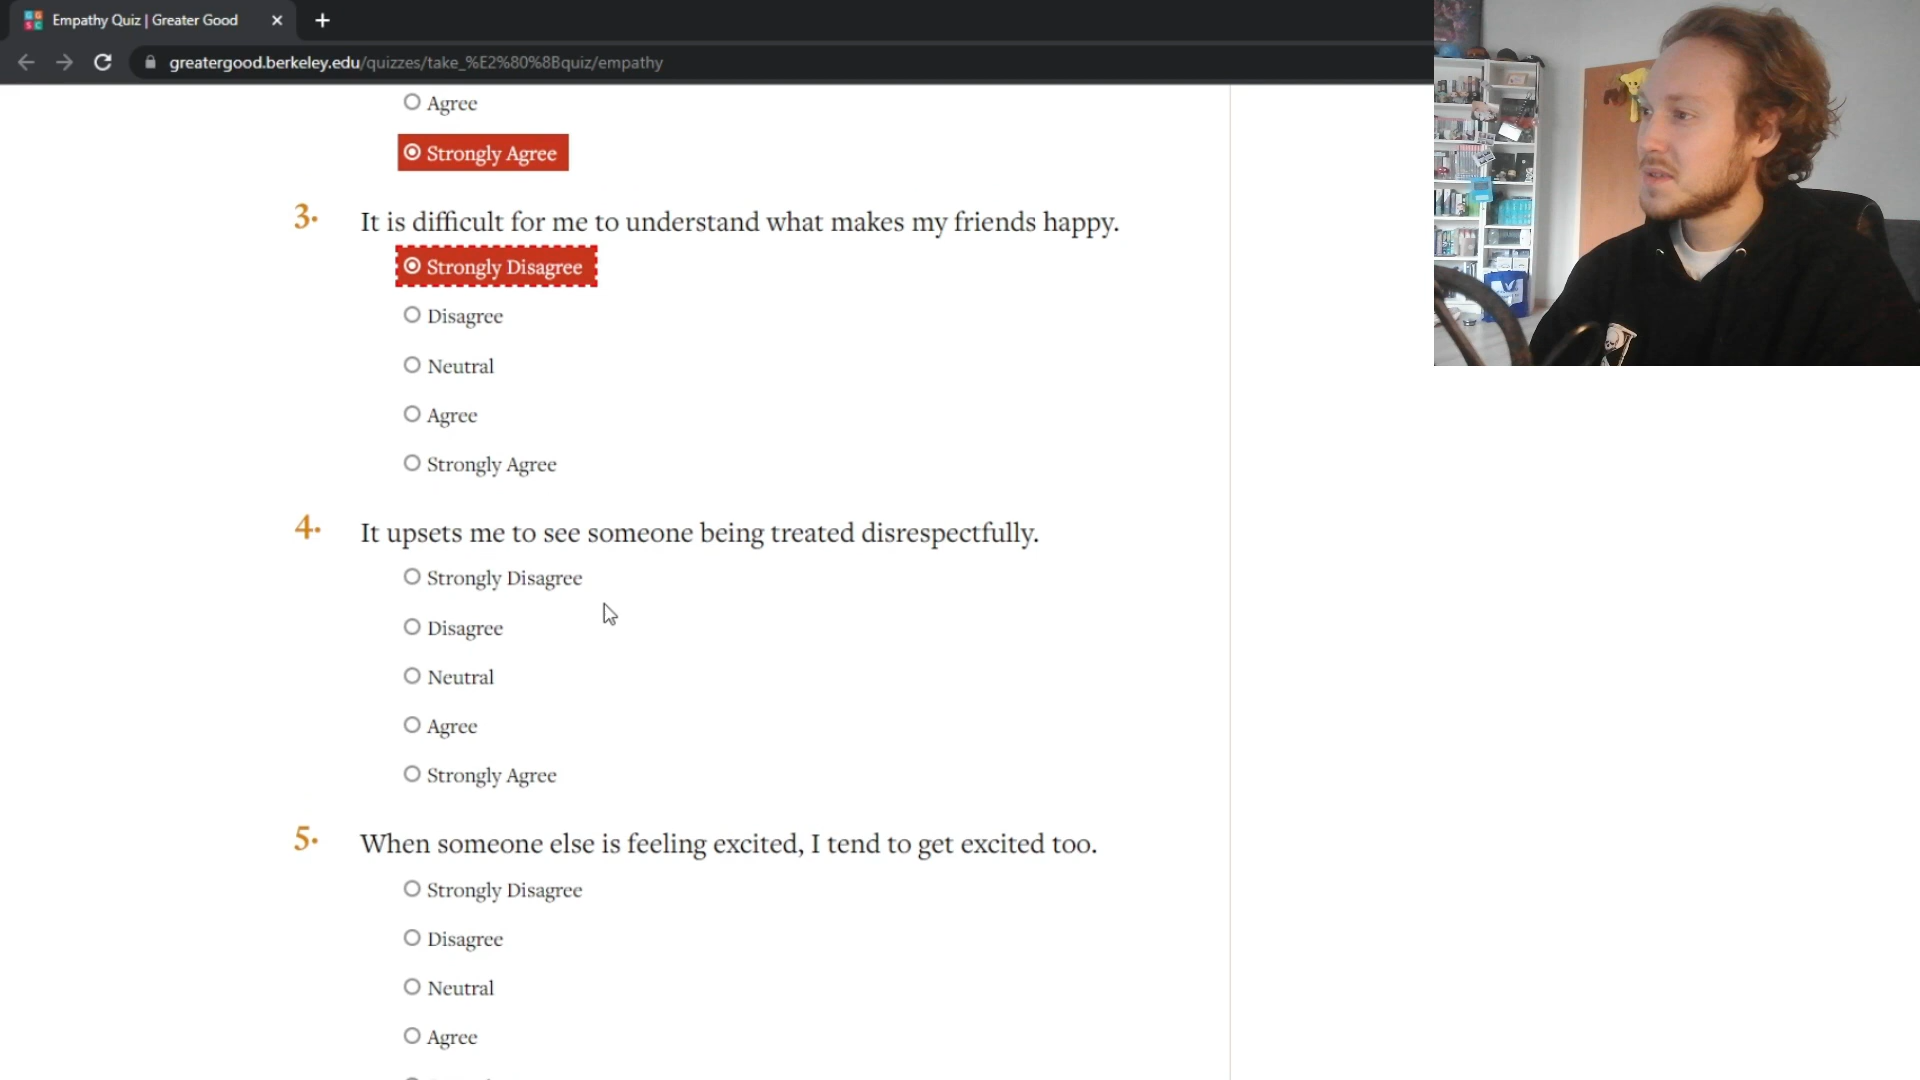 Empathy Quiz | Greater Good
greatergood.berkeley.edu/quizzes/take_%E2%80%8Bquiz/empathy
Agree
Strongly Agree
3. It is difficult for me to understand what makes my friends happy.
Strongly Disagree
Disagree
Neutral
Agree
Strongly Agree
4. It upsets me to see someone being treated disrespectfully.
Strongly Disagree
Disagree
Neutral
Agree
Strongly Agree
5. When someone else is feeling excited, I tend to get excited too.
Strongly Disagree
Disagree
Neutral
Agree